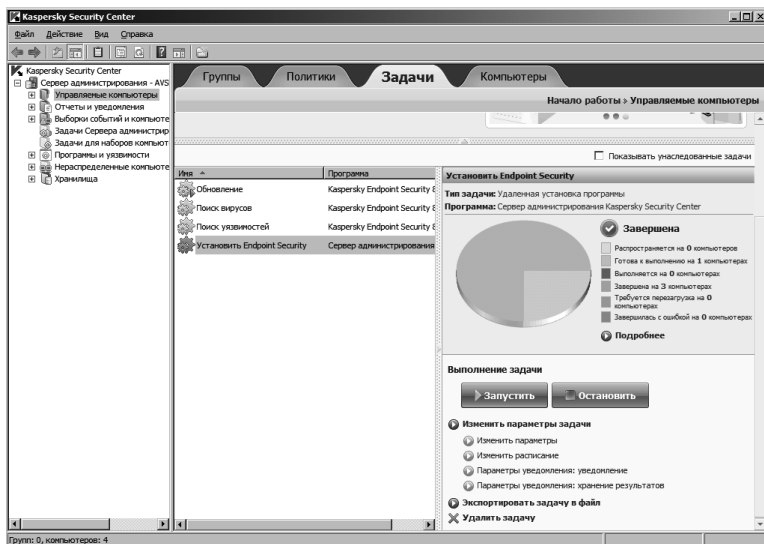 Kaspersky Security Center
Файл Действие Вид Справка
Kaspersky Security Center
Сервер администрирования - AVS
Управляемые компьютеры
Отчеты и уведомления
Выборки событий и компьюте
Задачи Сервера администрир
Задачи для наборов компьют
Программы и уязвимости
Нераспределенные компьюте
Хранилища
Группы Политики Задачи Компьютеры
Начало работы › Управляемые компьютеры
Показывать унаследованные задачи
Имя Программа
Обновление Kaspersky Endpoint Security 8
Поиск вирусов Kaspersky Endpoint Security 8
Поиск уязвимостей Kaspersky Endpoint Security 8
Установить Endpoint Security Сервер администрирования
Установить Endpoint Security
Тип задачи: Удаленная установка программы
Программа: Сервер администрирования Kaspersky Security Center
Завершена
Распространяется на 0 компьютеров
Готова к выполнению на 1 компьютерах
Выполняется на 0 компьютерах
Завершена на 3 компьютерах
Требуется перезагрузка на 0
компьютерах
Завершилась с ошибкой на 0 компьютерах
Подробнее
Выполнение задачи
Запустить Остановить
Изменить параметры задачи
Изменить параметры
Изменить расписание
Параметры уведомления: уведомление
Параметры уведомления: хранение результатов
Экспортировать задачу в файл
Удалить задачу
Групп: 0, компьютеров: 4